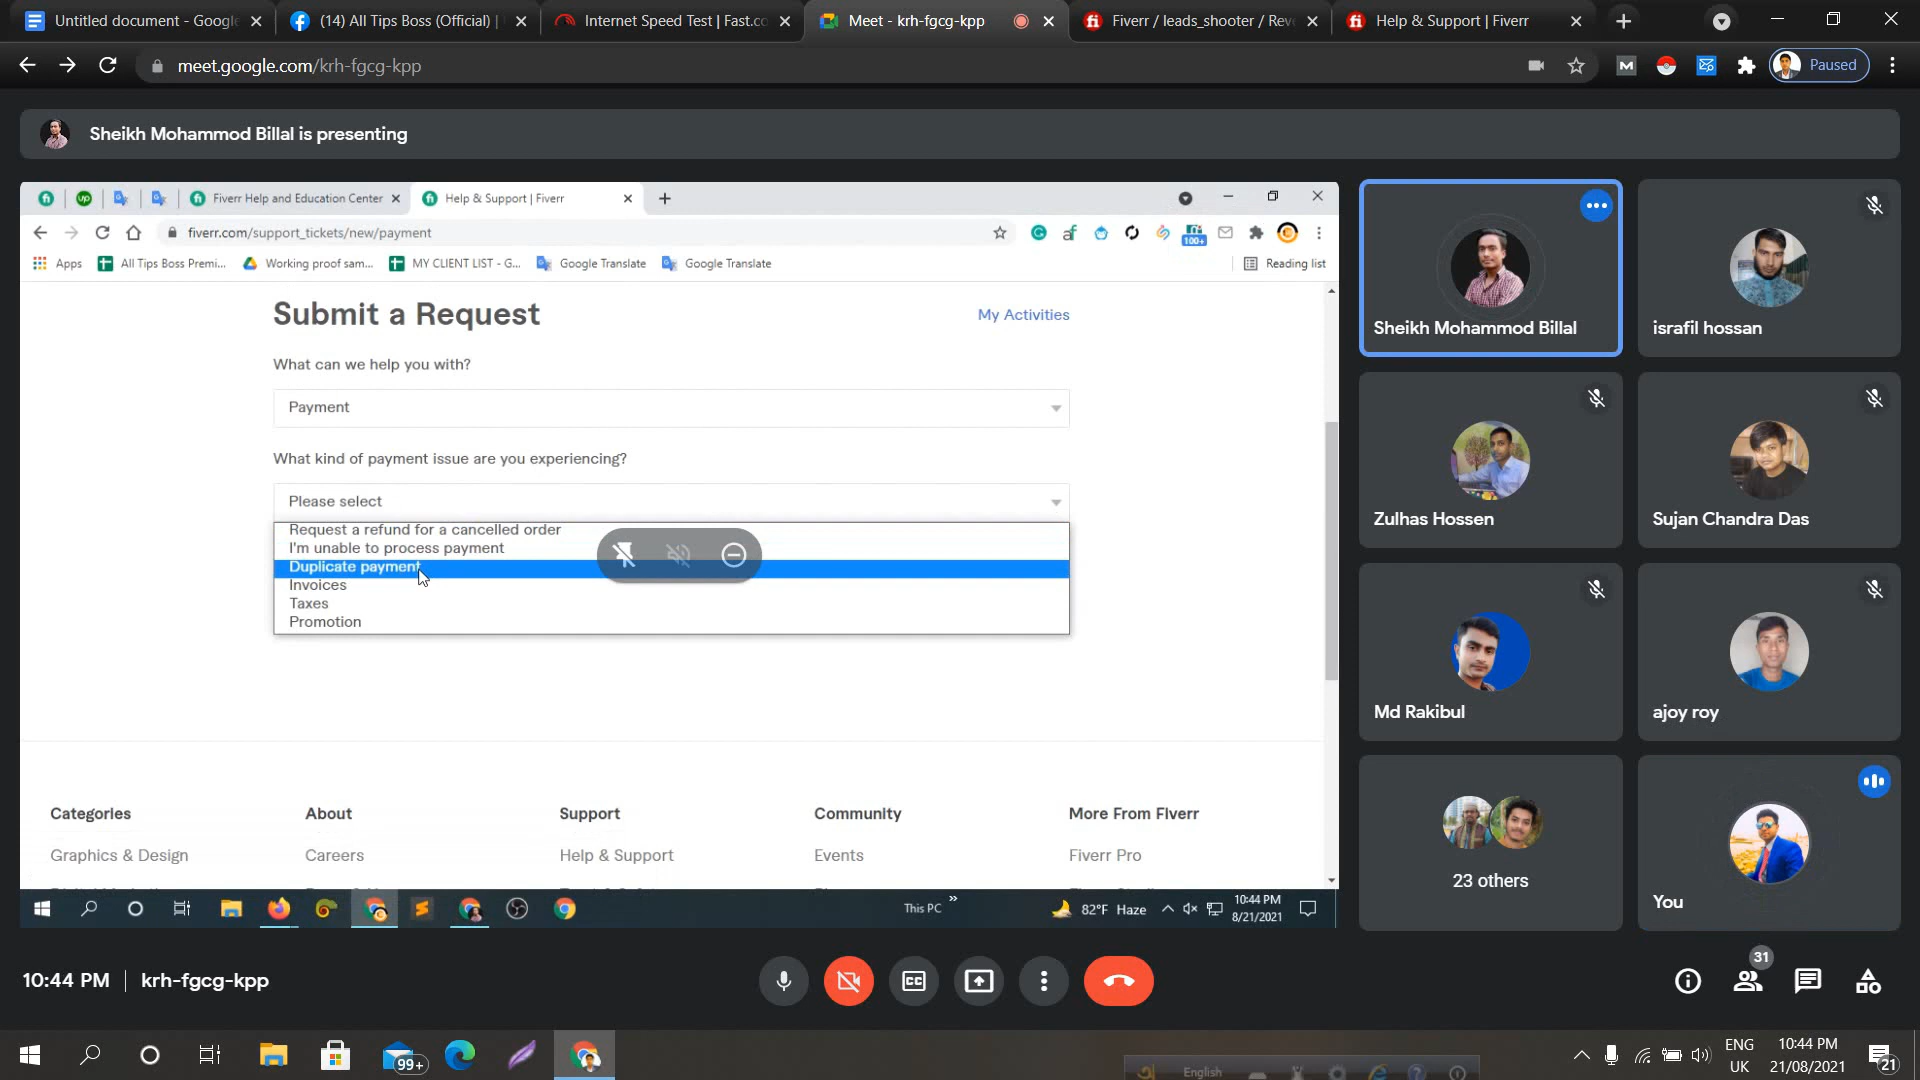 Untitled document - Google
(14) All Tips Boss (Official) |
Internet Speed Test | Fast.co
Meet - krh-fgcg-kpp
Fiverr / leads_shooter / Reve
Help & Support | Fiverr
meet.google.com/krh-fgcg-kpp
Paused
Sheikh Mohammod Billal is presenting
Fiverr Help and Education Center
Help & Support | Fiverr
fiverr.com/support_tickets/new/payment
100+
Apps
All Tips Boss Premi...
Working proof sam...
MY CLIENT LIST - G...
Google Translate
Google Translate
Reading list
Submit a Request
My Activities
What can we help you with?
Payment
What kind of payment issue are you experiencing?
Please select
Request a refund for a cancelled order
I'm unable to process payment
Duplicate payment
Invoices
Taxes
Promotion
Categories
About
Support
Community
More From Fiverr
Graphics & Design
Careers
Help & Support
Events
Fiverr Pro
This PC
82°F Haze
10:44 PM
8/21/2021
Sheikh Mohammod Billal
israfil hossan
Zulhas Hossen
Sujan Chandra Das
Md Rakibul
ajoy roy
23 others
You
10:44 PM
krh-fgcg-kpp
31
99+
English
ENG
UK
10:44 PM
21/08/2021
21